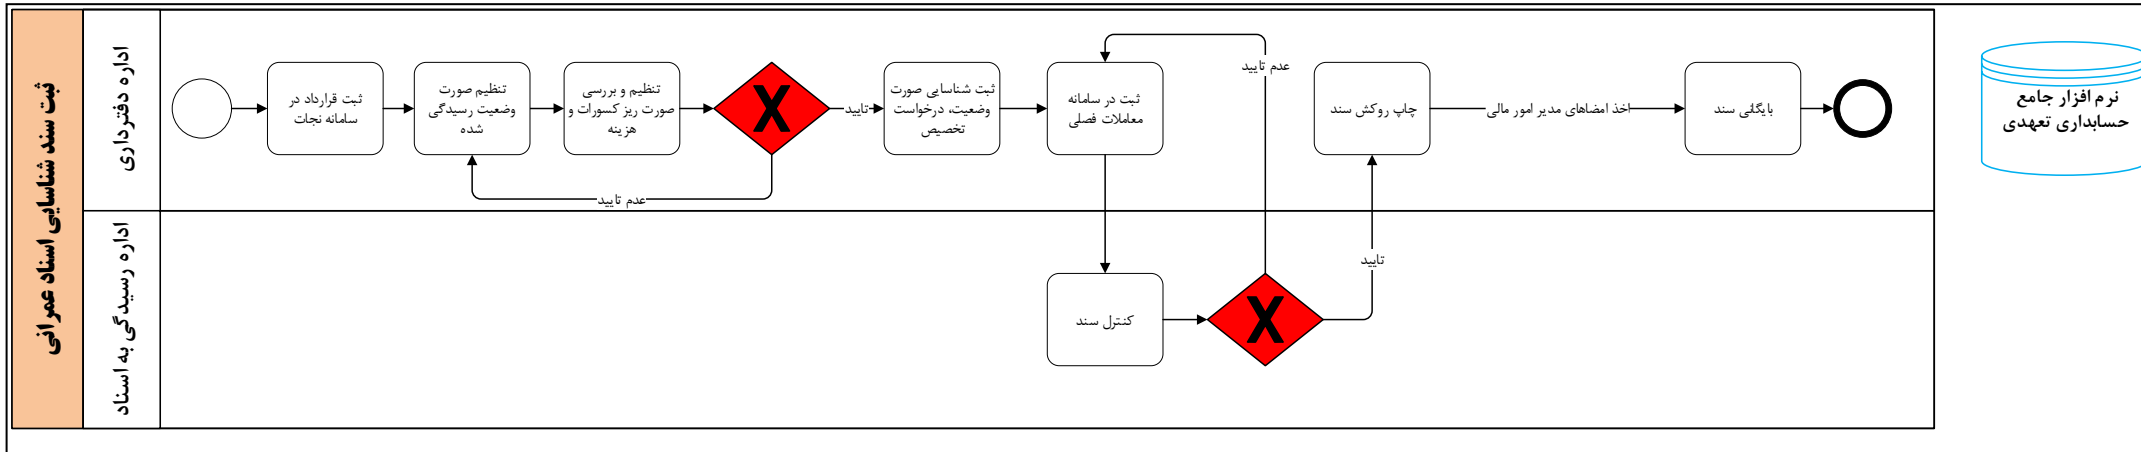 ثبت سند شناسایی اسناد عمرانی
اداره دفترداری
ثبت قرارداد در
سامانه نجات
تنظیم صورت
وضعیت رسیدگی
شده
تنظیم و بررسی
صورت ریز کسورات و
هزینه
X
تایید
عدم تایید
ثبت شناسایی صورت
وضعیت، درخواست
تخصیص
ثبت در سامانه
معاملات فصلی
عدم تایید
چاپ روکش سند
اخذ امضاهای مدیر امور مالی
بایگانی سند
اداره رسیدگی به اسناد
کنترل سند
X
تایید
نرم افزار جامع
حسابداری تعهدی